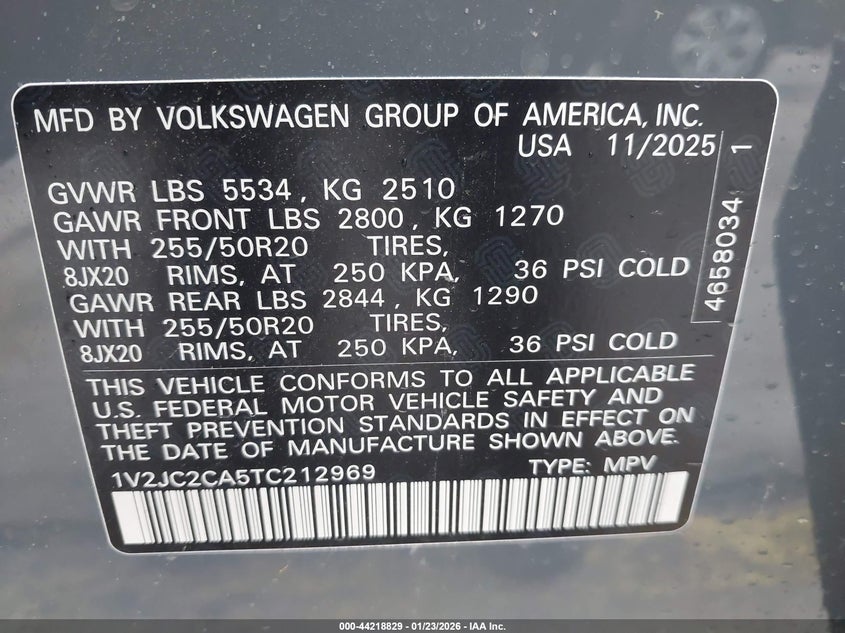 MFD BY VOLKSWAGEN GROUP OF AMERICA, INC.
USA 11/2025
GVWR LBS 5534, KG 2510
GAWR FRONT LBS 2800, KG 1270
WITH 255/50R20 TIRES,
8JX20 RIMS, AT 250 KPA, 36 PSI COLD
GAWR REAR LBS 2844, KG 1290
WITH 255/50R20 TIRES,
8JX20 RIMS, AT 250 KPA, 36 PSI COLD
4658034 1
THIS VEHICLE CONFORMS TO ALL APPLICABLE
U.S. FEDERAL MOTOR VEHICLE SAFETY AND
THEFT PREVENTION STANDARDS IN EFFECT ON
THE DATE OF MANUFACTURE SHOWN ABOVE.
1V2JC2CA5TC212969 TYPE: MPV
000-44218829 - 01/23/2026 - IAA Inc.